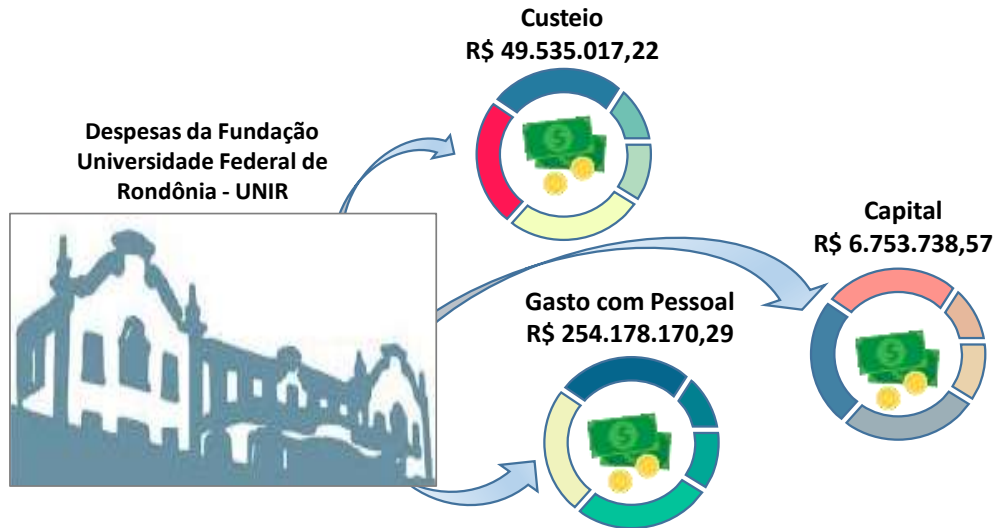 Custeio
R$ 49.535.017,22
Despesas da Fundação
Universidade Federal de
Rondônia - UNIR
Capital
R$ 6.753.738,57
Gasto com Pessoal
R$ 254.178.170,29